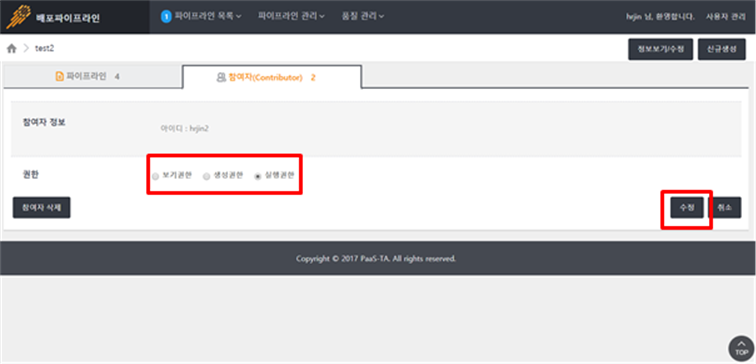 배포파이프라인 1 파이프라인 목록 파이프라인 관리 품질 관리 hrjin 님, 환영합니다. 사용자 관리
test2 정보보기/수정 신규생성
파이프라인 4 참여자(Contributor) 2
참여자 정보 아이디 : hrjin2
권한 보기권한 생성권한 실행권한
참여자 삭제 수정 취소
Copyright © 2017 PaaS-TA. All rights reserved.
TOP